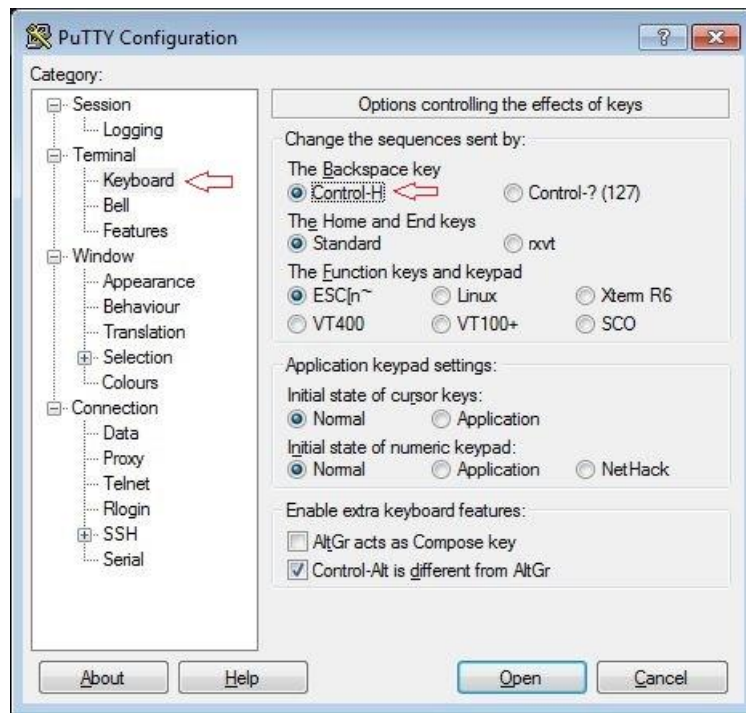 PuTTY Configuration
Category:
Session
Logging
Terminal
Keyboard
Bell
Features
Window
Appearance
Behaviour
Translation
Selection
Colours
Connection
Data
Proxy
Telnet
Rlogin
SSH
Serial
Options controlling the effects of keys
Change the sequences sent by:
The Backspace key
Control-H Control-? (127)
The Home and End keys
Standard rxvt
The Function keys and keypad
ESC[n~ Linux Xterm R6
VT400 VT100+ SCO
Application keypad settings:
Initial state of cursor keys:
Normal Application
Initial state of numeric keypad:
Normal Application NetHack
Enable extra keyboard features:
AltGr acts as Compose key
Control-Alt is different from AltGr
About Help Open Cancel